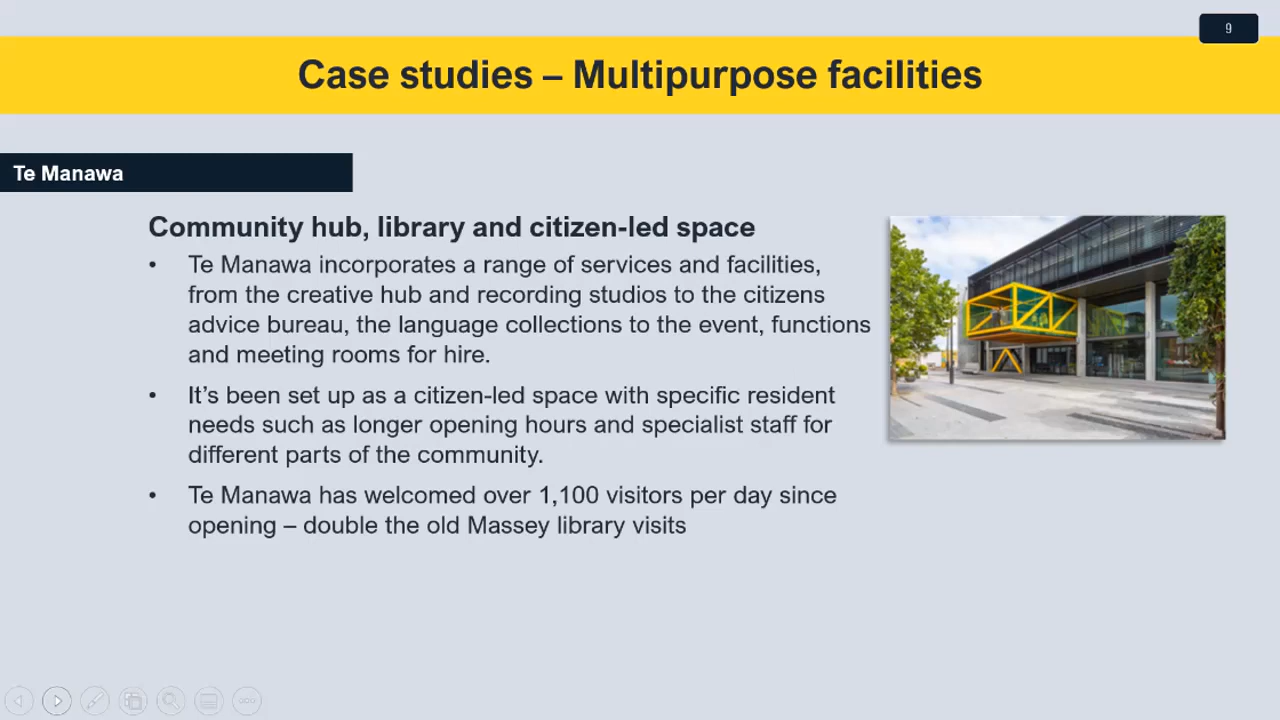 9
Case studies – Multipurpose facilities
Te Manawa
Community hub, library and citizen-led space
• Te Manawa incorporates a range of services and facilities,
from the creative hub and recording studios to the citizens
advice bureau, the language collections to the event, functions
and meeting rooms for hire.
• It’s been set up as a citizen-led space with specific resident
needs such as longer opening hours and specialist staff for
different parts of the community.
• Te Manawa has welcomed over 1,100 visitors per day since
opening – double the old Massey library visits